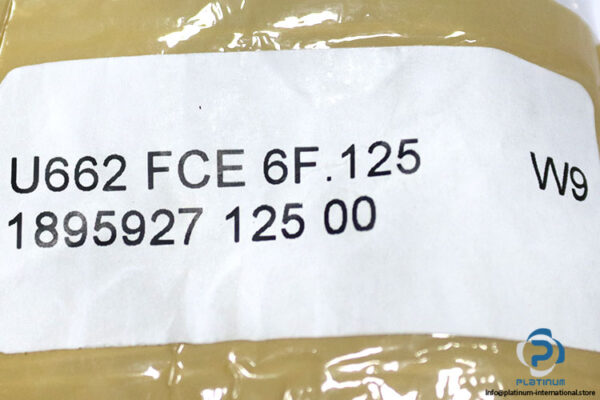 U662 FCE 6F.125 W9
1895927 125 00
PLATINUM
info@platinum-international.store